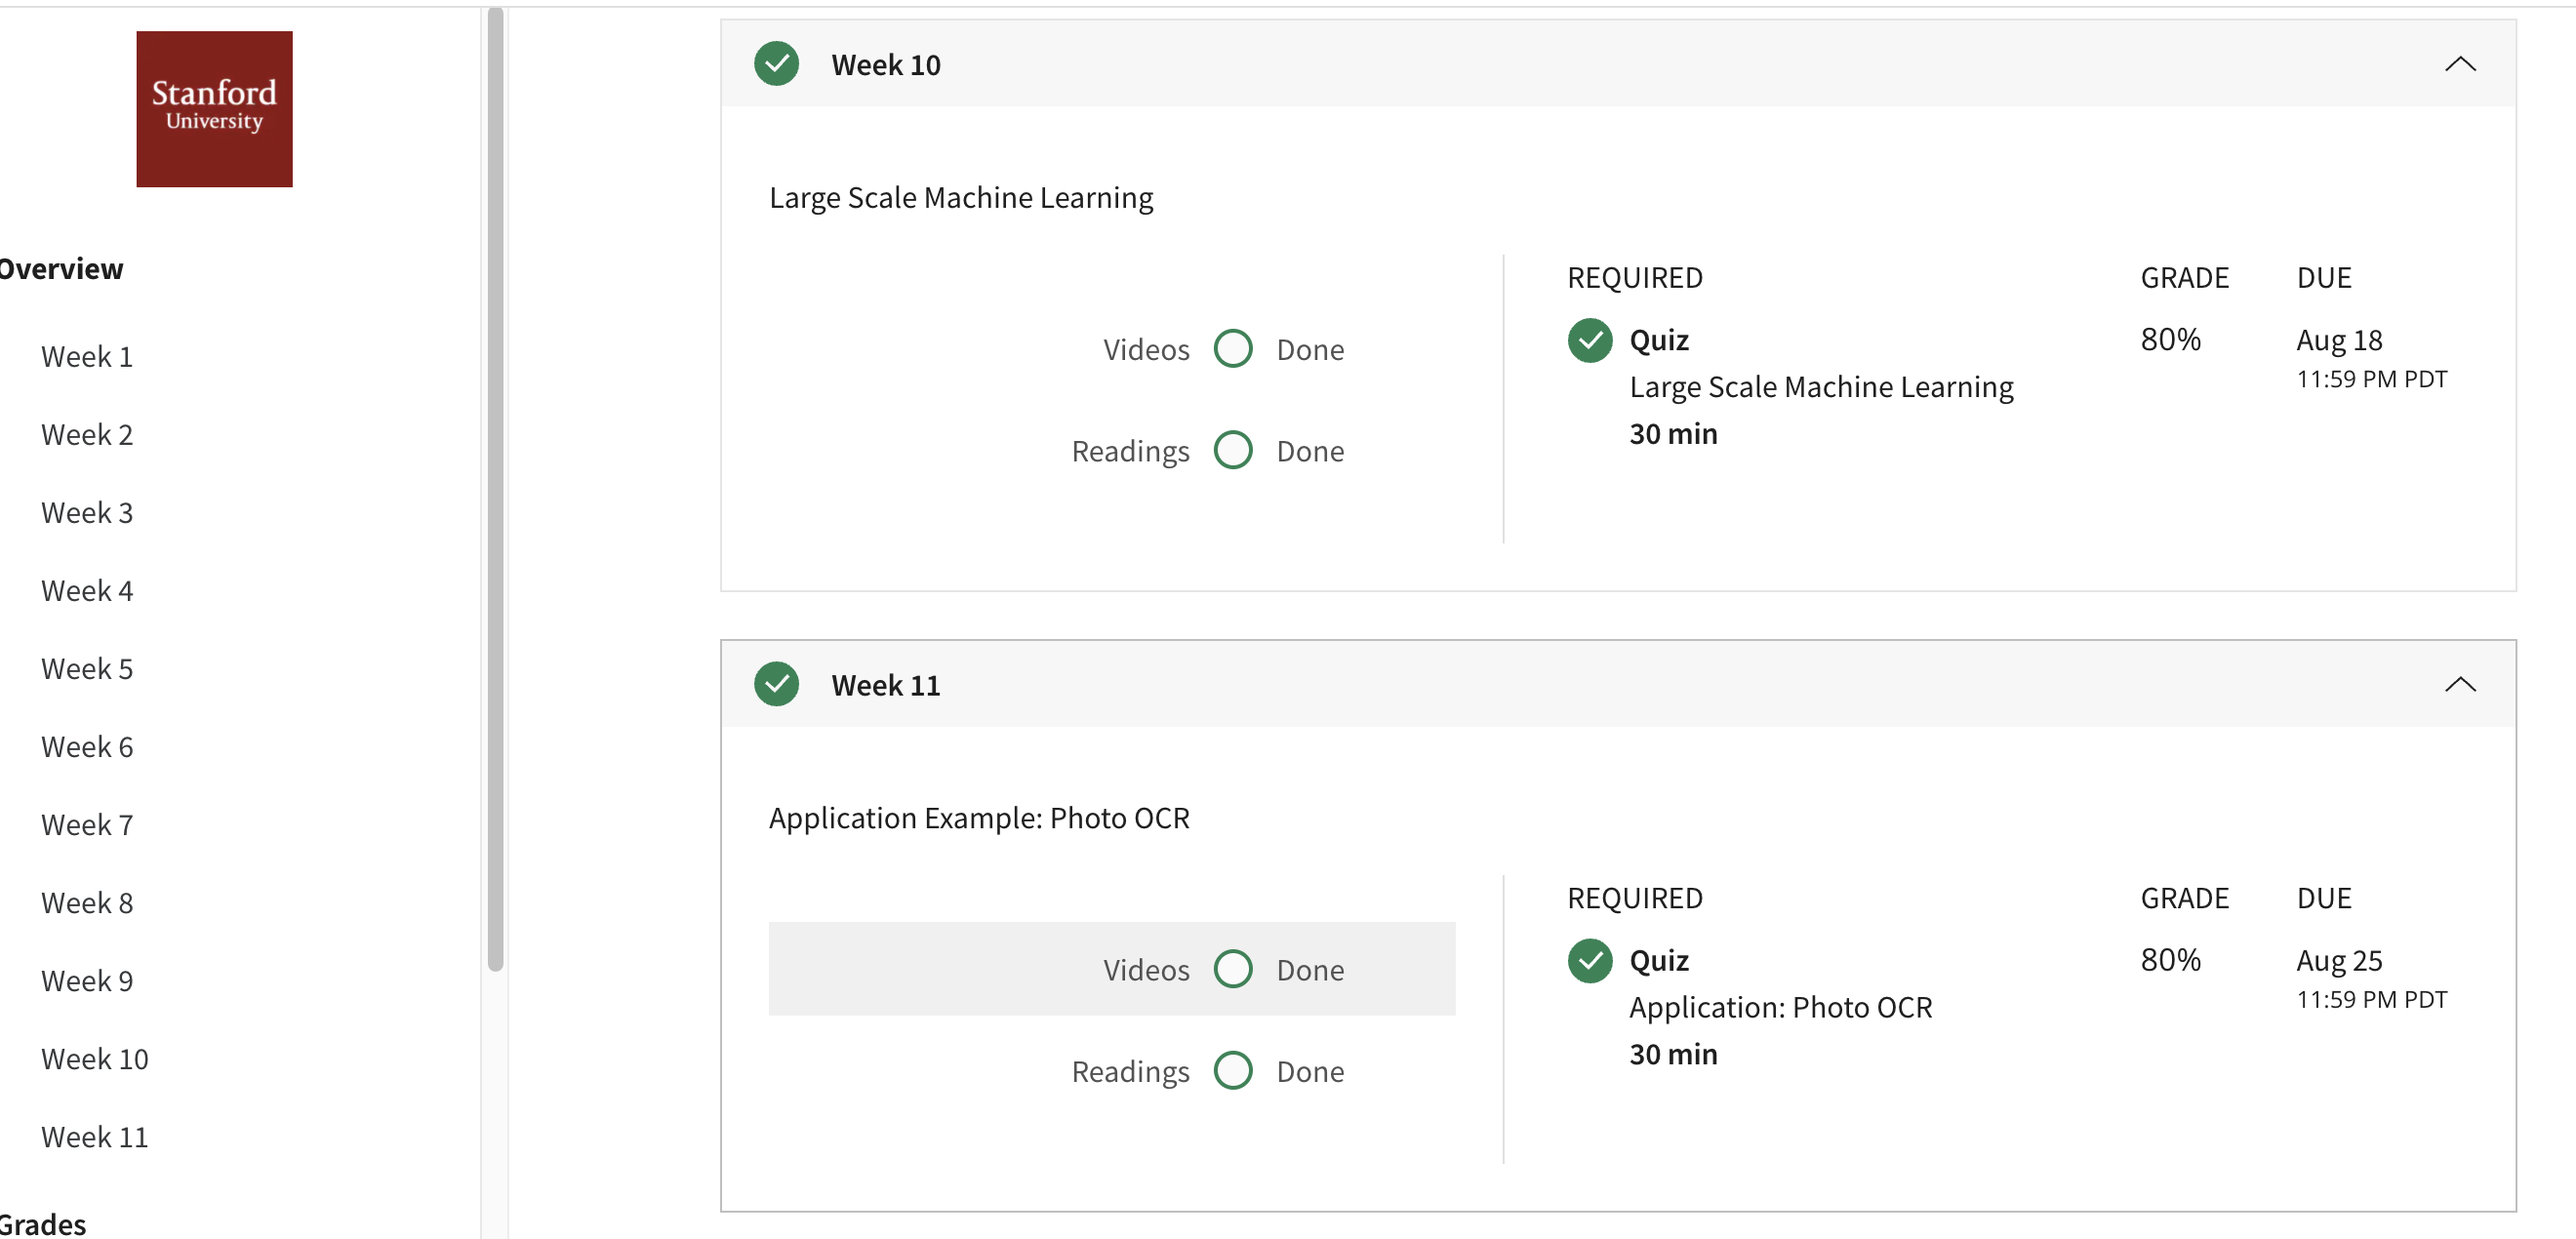 Stanford
University
Overview
Week 1
Week 2
Week 3
Week 4
Week 5
Week 6
Week 7
Week 8
Week 9
Week 10
Week 11
Grades
Week 10
Large Scale Machine Learning
Videos Done
Readings Done
REQUIRED GRADE DUE
Quiz 80% Aug 18
11:59 PM PDT
Large Scale Machine Learning
30 min
Week 11
Application Example: Photo OCR
Videos Done
Readings Done
REQUIRED GRADE DUE
Quiz 80% Aug 25
11:59 PM PDT
Application: Photo OCR
30 min